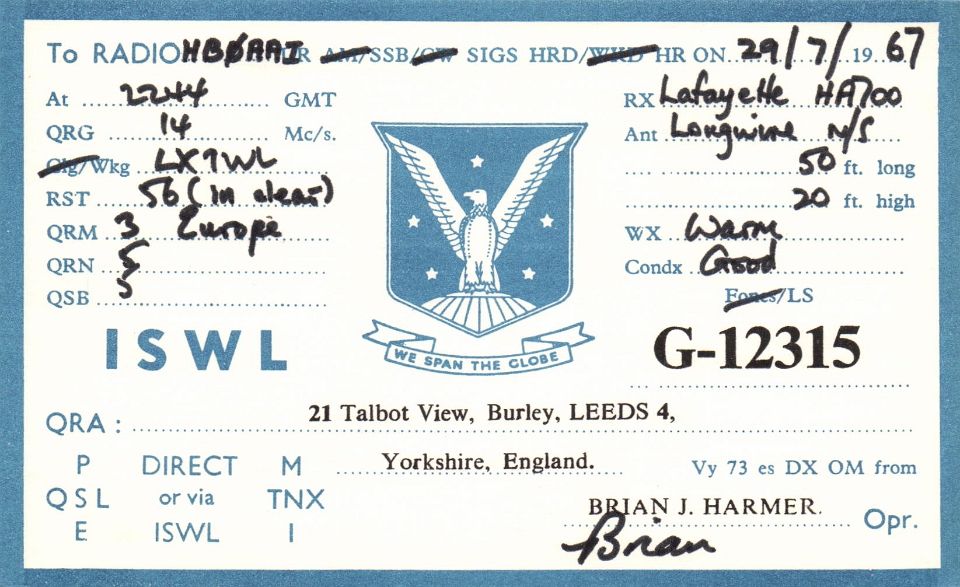 To RADIO HBØAAI UR AM/SSB/CW SIGS HRD/WKD HR ON 29/7/1967
At 2244 GMT
QRG 14 Mc/s.
Clg/Wkg LX9WL
RST 56 (in clear)
QRM 3 Europe
QRN 5
QSB 5
RX Lafayette HA700
Ant Longwire N/S
50 ft. long
20 ft. high
WX Warm
Condx Good
Fones/LS
WE SPAN THE GLOBE
ISWL
G-12315
QRA : 21 Talbot View, Burley, LEEDS 4,
Yorkshire, England.
P DIRECT M
QSL or via TNX
E ISWL I
Vy 73 es DX OM from
BRIAN J. HARMER.
Opr.
Brian